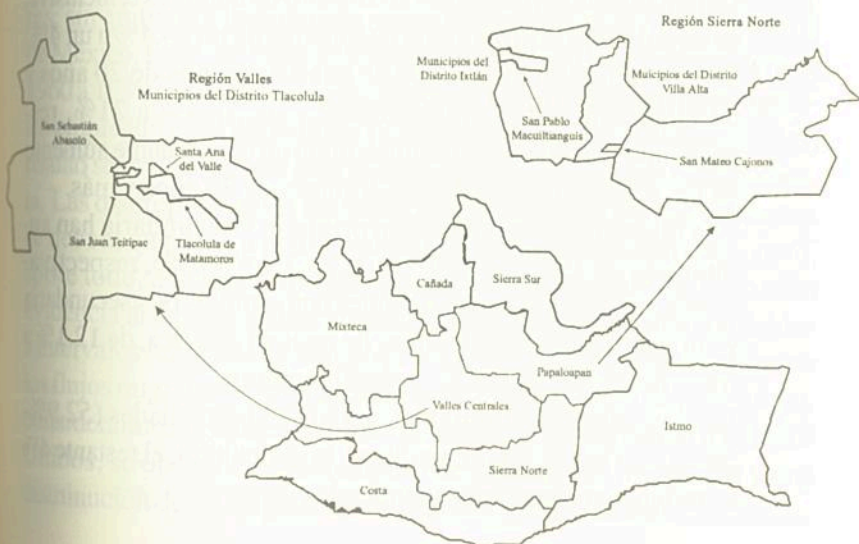 Región Valles
Municipios del Distrito Tlacolula
San Sebastián
Abasolo
Santa Ana
del Valle
San Juan Teitipac
Tlacolula de
Matamoros
Región Sierra Norte
Municipios del
Distrito Ixtlán
Muicipios del Distrito
Villa Alta
San Pablo
Macuiltianguis
San Mateo Cajonos
Cañada
Sierra Sur
Mixteca
Papaloapan
Valles Centrales
Istmo
Sierra Norte
Costa